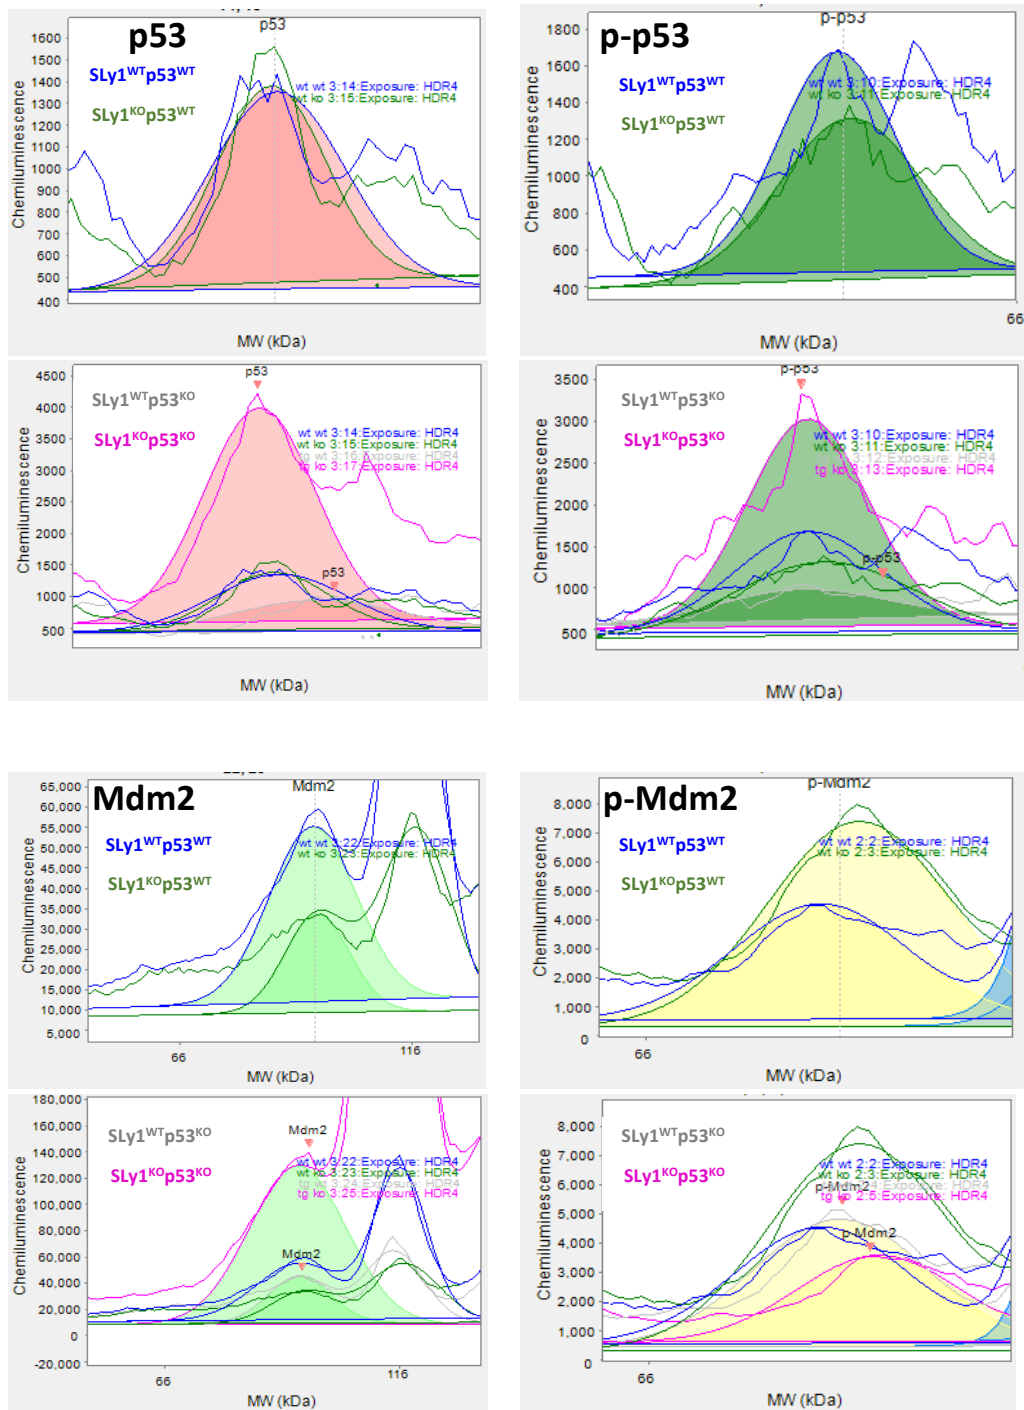 p53
p53
SLy1WTp53WT
SLy1KOp53WT
wt wt 3:14:Exposure: HDR4
wt ko 3:15:Exposure: HDR4
Chemiluminescence
1600
1500
1400
1300
1200
1100
1000
900
800
700
600
500
400
MW (kDa)
p-p53
p-p53
SLy1WTp53WT
SLy1KOp53WT
wt wt 3:10:Exposure: HDR4
wt ko 3:11:Exposure: HDR4
Chemiluminescence
1800
1600
1400
1200
1000
800
600
400
66
MW (kDa)
p53
SLy1WTp53KO
SLy1KOp53KO
wt wt 3:14:Exposure: HDR4
wt ko 3:15:Exposure: HDR4
tg wt 3:16:Exposure: HDR4
tg ko 3:17:Exposure: HDR4
p53
Chemiluminescence
4500
4000
3500
3000
2500
2000
1500
1000
500
MW (kDa)
p-p53
SLy1WTp53KO
SLy1KOp53KO
wt wt 3:10:Exposure: HDR4
wt ko 3:11:Exposure: HDR4
tg wt 3:12:Exposure: HDR4
tg ko 3:13:Exposure: HDR4
p-p53
Chemiluminescence
3500
3000
2500
2000
1500
1000
500
MW (kDa)
Mdm2
Mdm2
SLy1WTp53WT
SLy1KOp53WT
wt wt 3:22:Exposure: HDR4
wt ko 3:23:Exposure: HDR4
Chemiluminescence
65,000
60,000
55,000
50,000
45,000
40,000
35,000
30,000
25,000
20,000
15,000
10,000
5,000
66
116
MW (kDa)
p-Mdm2
p-Mdm2
SLy1WTp53WT
SLy1KOp53WT
wt wt 2:2:Exposure: HDR4
wt ko 2:3:Exposure: HDR4
Chemiluminescence
8,000
7,000
6,000
5,000
4,000
3,000
2,000
1,000
0
66
MW (kDa)
Mdm2
SLy1WTp53KO
SLy1KOp53KO
wt wt 3:22:Exposure: HDR4
wt ko 3:23:Exposure: HDR4
tg wt 3:24:Exposure: HDR4
tg ko 3:25:Exposure: HDR4
Mdm2
Chemiluminescence
180,000
160,000
140,000
120,000
100,000
80,000
60,000
40,000
20,000
0
-20,000
66
116
MW (kDa)
SLy1WTp53KO
SLy1KOp53KO
wt wt 2:2:Exposure: HDR4
wt ko 2:3:Exposure: HDR4
p-Mdm2
tg ko 2:5:Exposure: HDR4
p-Mdm2
Chemiluminescence
8,000
7,000
6,000
5,000
4,000
3,000
2,000
1,000
0
66
MW (kDa)